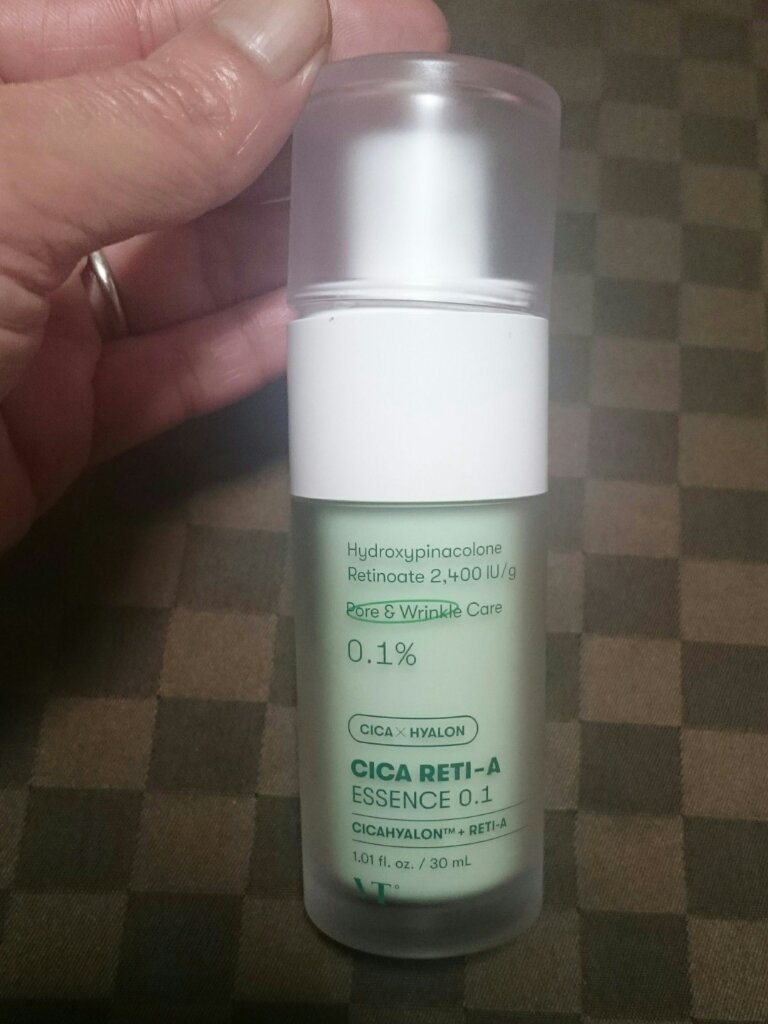 Hydroxypinacolone
Retinoate 2,400 IU/g
Pore & Wrinkle Care
0.1%
CICA × HYALON
CICA RETI-A
ESSENCE 0.1
CICAHYALON™ + RETI-A
1.01 fl. oz. / 30 mL
VT°